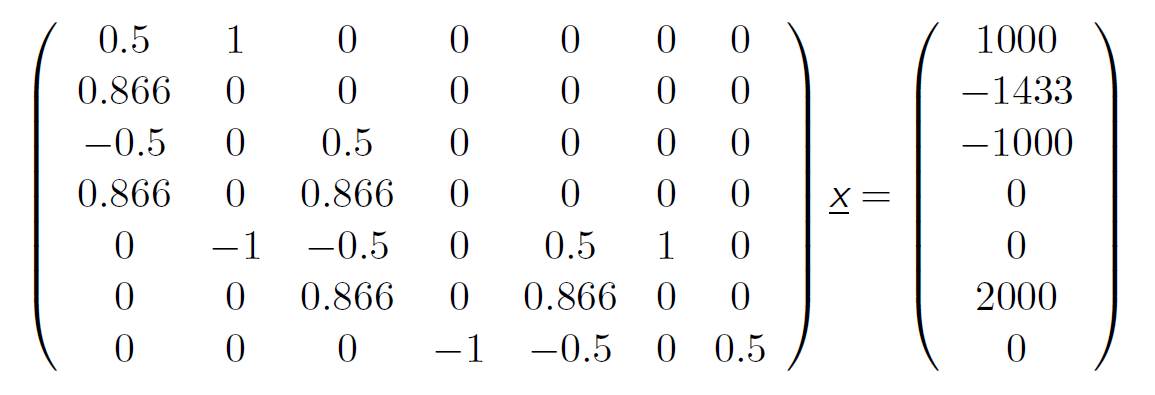 0.5 1 0 0 0 0 0 1000
0.866 0 0 0 0 0 0 −1433
−0.5 0 0.5 0 0 0 0 −1000
0.866 0 0.866 0 0 0 0 x = 0
0 −1 −0.5 0 0.5 1 0 0
0 0 0.866 0 0.866 0 0 2000
0 0 0 −1 −0.5 0 0.5 0